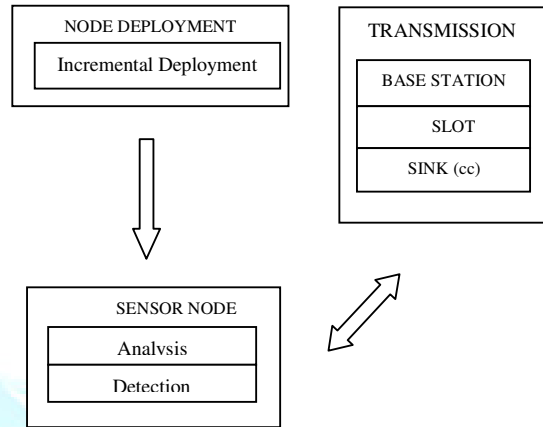 NODE DEPLOYMENT
Incremental Deployment
TRANSMISSION
BASE STATION
SLOT
SINK (cc)
SENSOR NODE
Analysis
Detection